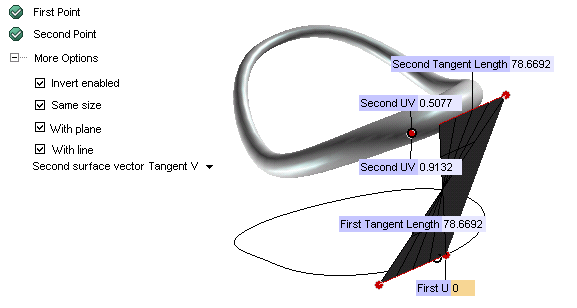 First Point
Second Point
More Options
Invert enabled
Same size
With plane
With line
Second surface vector Tangent V
Second Tangent Length 78.6692
Second UV 0.5077
Second UV 0.9132
First Tangent Length 78.6692
First U 0